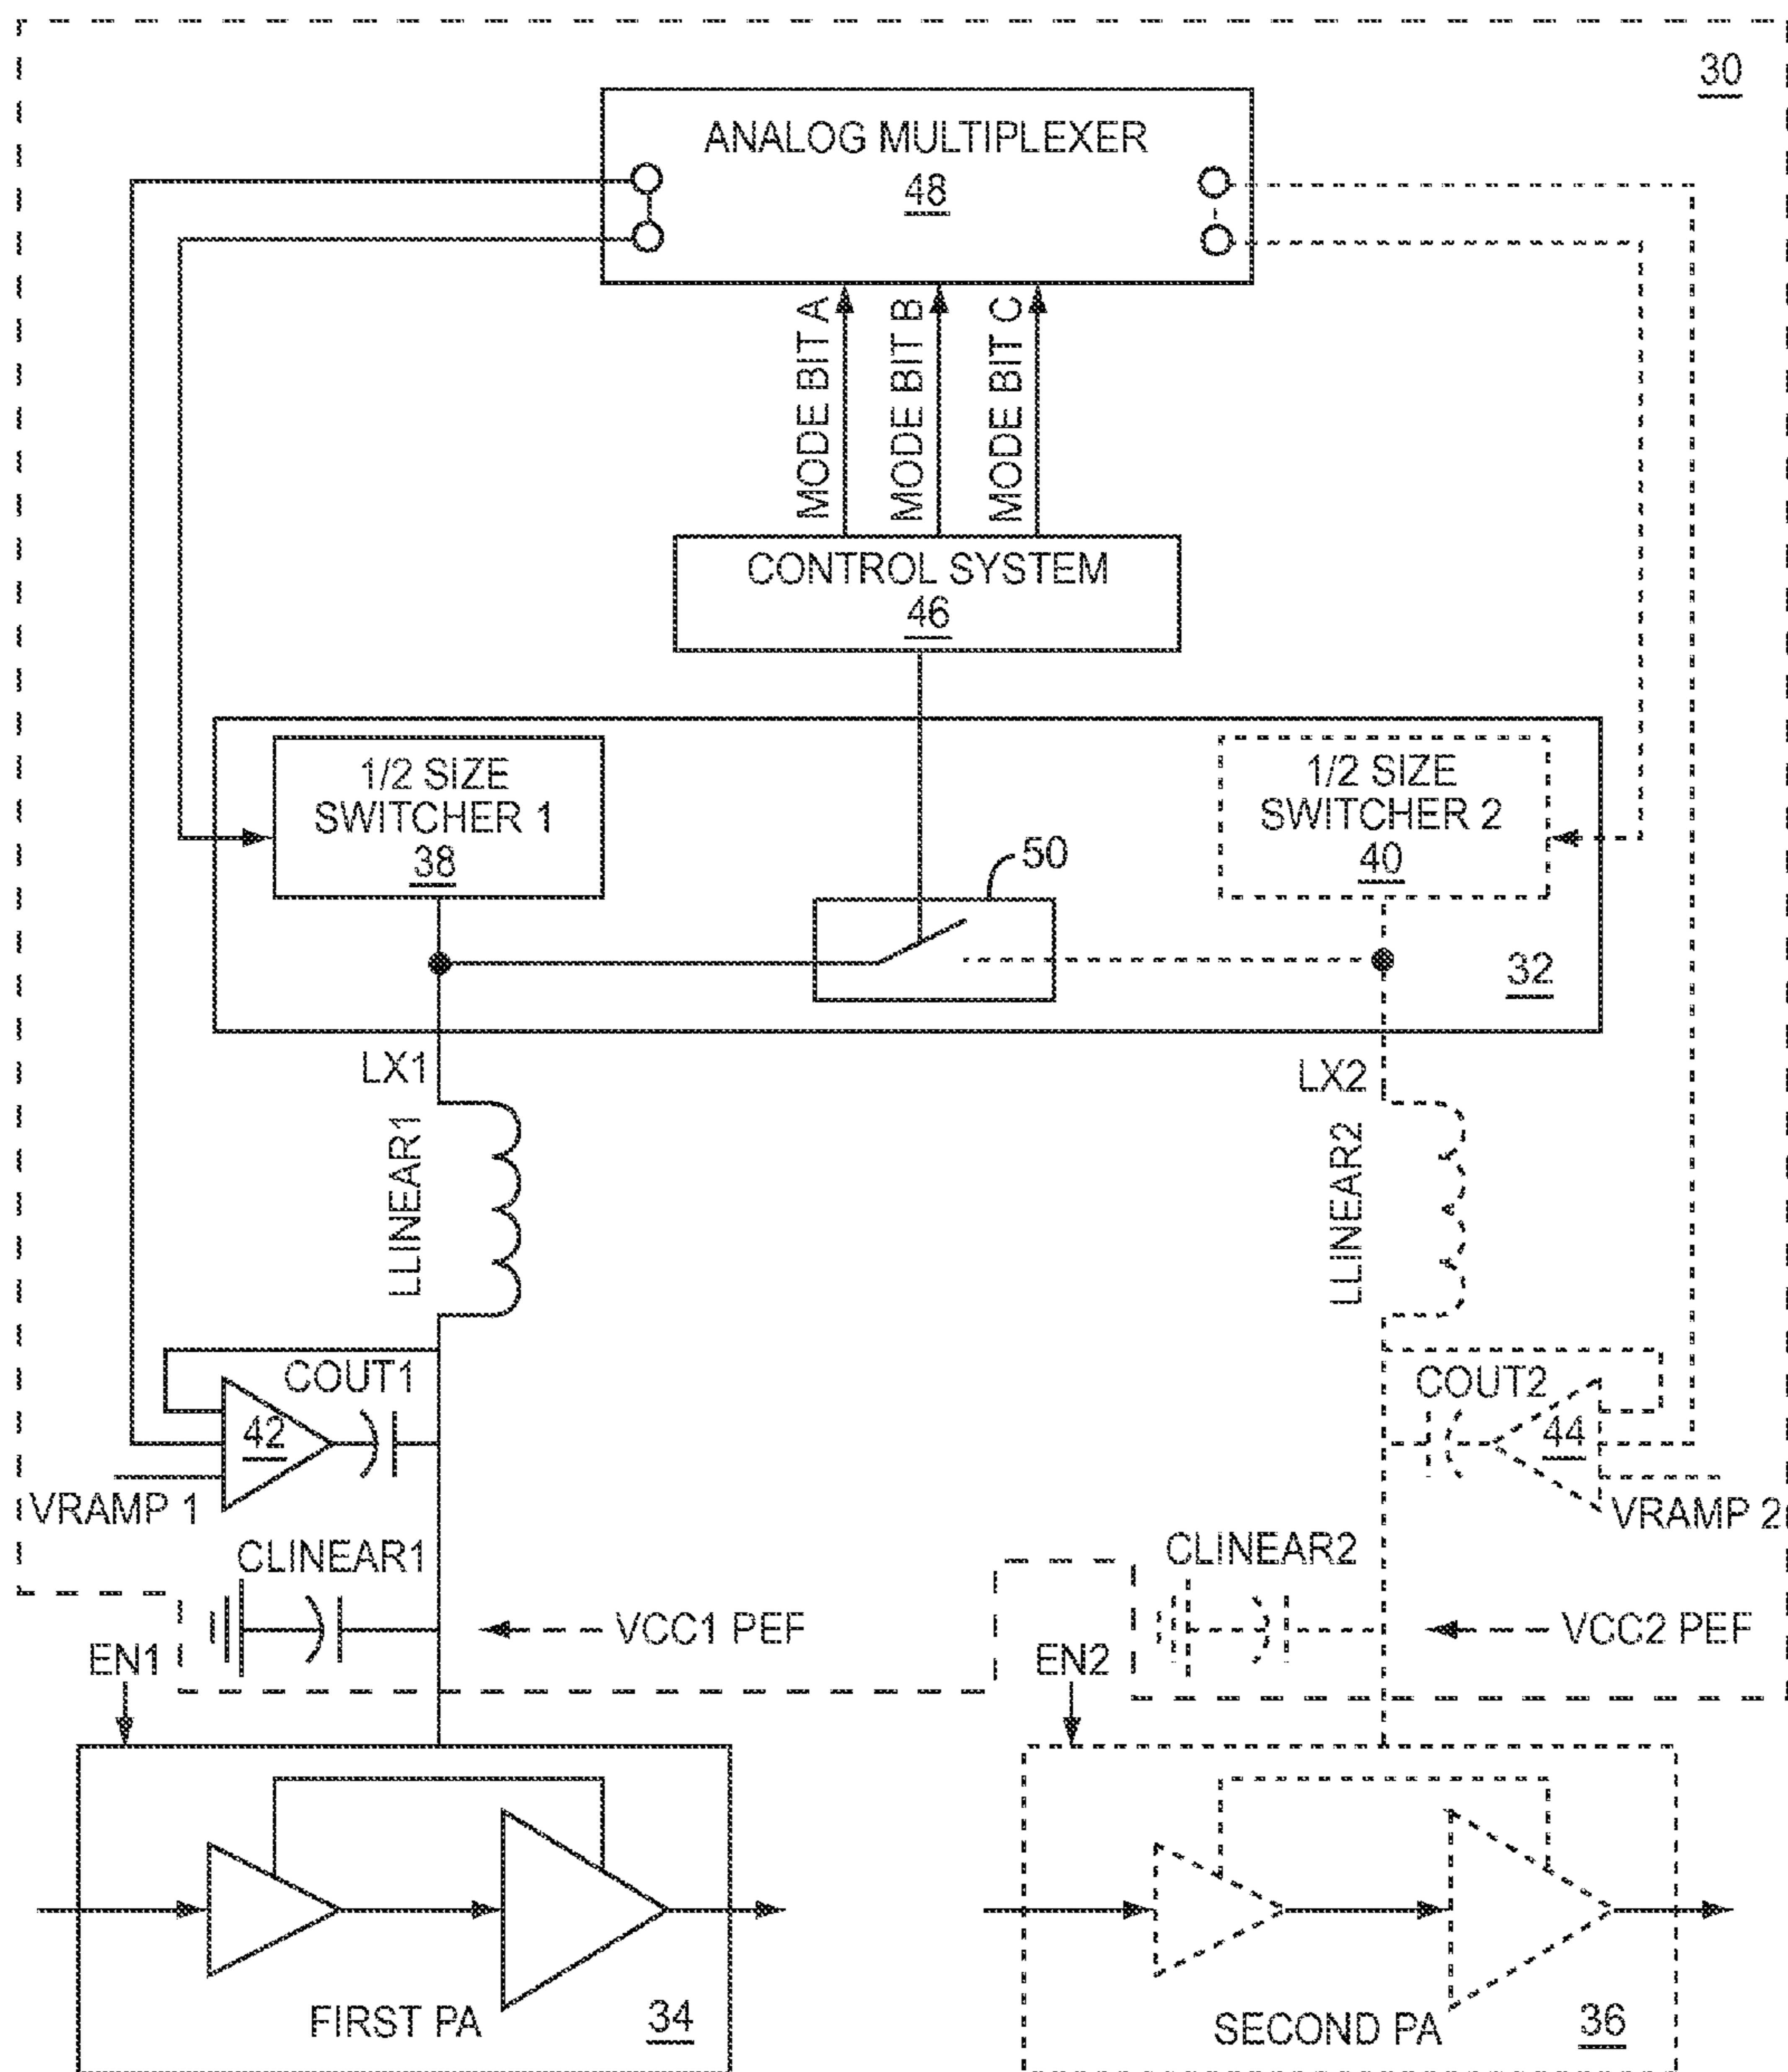 30
ANALOG MULTIPLEXER
48
MODE BIT A
MODE BIT B
MODE BIT C
CONTROL SYSTEM
46
1/2 SIZE
SWITCHER 1
38
1/2 SIZE
SWITCHER 2
40
50
32
LX1
LX2
LLINEAR1
LLINEAR2
COUT1
COUT2
42
44
VRAMP 1
VRAMP 2
CLINEAR1
CLINEAR2
VCC1 PEF
VCC2 PEF
EN1
EN2
FIRST PA
34
SECOND PA
36